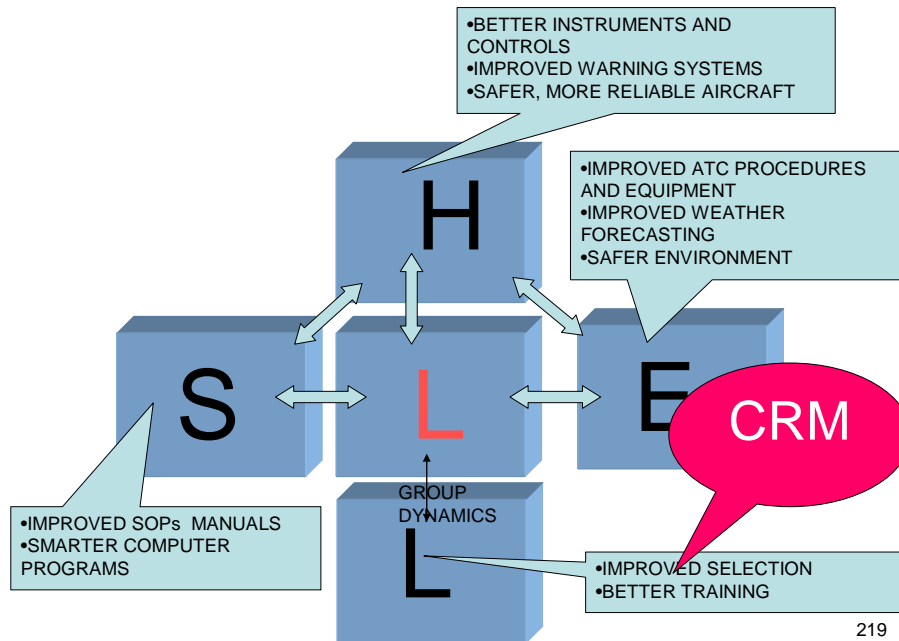 •BETTER INSTRUMENTS AND
CONTROLS
•IMPROVED WARNING SYSTEMS
•SAFER, MORE RELIABLE AIRCRAFT
H
•IMPROVED ATC PROCEDURES
AND EQUIPMENT
•IMPROVED WEATHER
FORECASTING
•SAFER ENVIRONMENT
S
L
E
CRM
GROUP
DYNAMICS
L
•IMPROVED SOPs MANUALS
•SMARTER COMPUTER
PROGRAMS
•IMPROVED SELECTION
•BETTER TRAINING
219